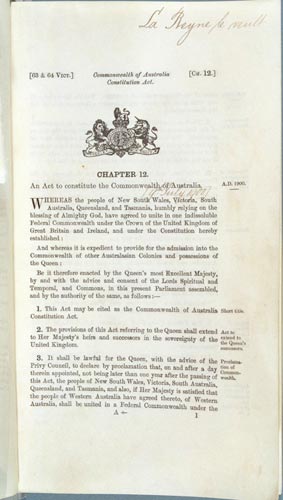 La Reyne le veult
[63 & 64 VICT.] Commonwealth of Australia [CH. 12.]
Constitution Act.
CHAPTER 12.
An Act to constitute the Commonwealth of Australia. A.D. 1900.
[9th July 1900]
WHEREAS the people of New South Wales, Victoria, South
Australia, Queensland, and Tasmania, humbly relying on the
blessing of Almighty God, have agreed to unite in one indissoluble
Federal Commonwealth under the Crown of the United Kingdom of
Great Britain and Ireland, and under the Constitution hereby
established:
And whereas it is expedient to provide for the admission into the
Commonwealth of other Australasian Colonies and possessions of
the Queen:
Be it therefore enacted by the Queen's most Excellent Majesty,
by and with the advice and consent of the Lords Spiritual and
Temporal, and Commons, in this present Parliament assembled,
and by the authority of the same, as follows:—
1. This Act may be cited as the Commonwealth of Australia Short title.
Constitution Act.
2. The provisions of this Act referring to the Queen shall extend Act to
to Her Majesty's heirs and successors in the sovereignty of the extend to
United Kingdom. the Queen's
successors.
3. It shall be lawful for the Queen, with the advice of the Proclama-
Privy Council, to declare by proclamation that, on and after a day tion of
therein appointed, not being later than one year after the passing of Common-
this Act, the people of New South Wales, Victoria, South Australia, wealth.
Queensland, and Tasmania, and also, if Her Majesty is satisfied that
the people of Western Australia have agreed thereto, of Western
Australia, shall be united in a Federal Commonwealth under the
A 1